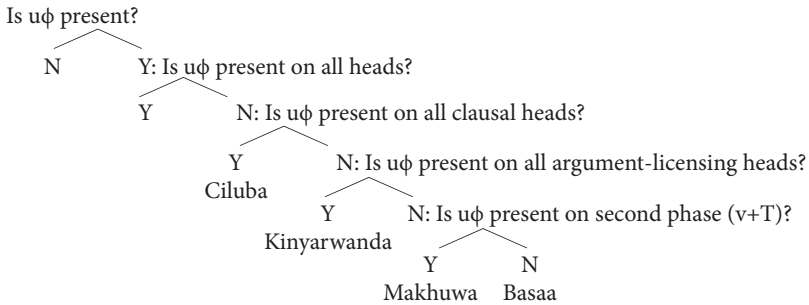 Is uϕ present?
N Y: Is uϕ present on all heads?
Y N: Is uϕ present on all clausal heads?
Y N: Is uϕ present on all argument-licensing heads?
Ciluba
Y N: Is uϕ present on second phase (v+T)?
Kinyarwanda
Y N
Makhuwa Basaa